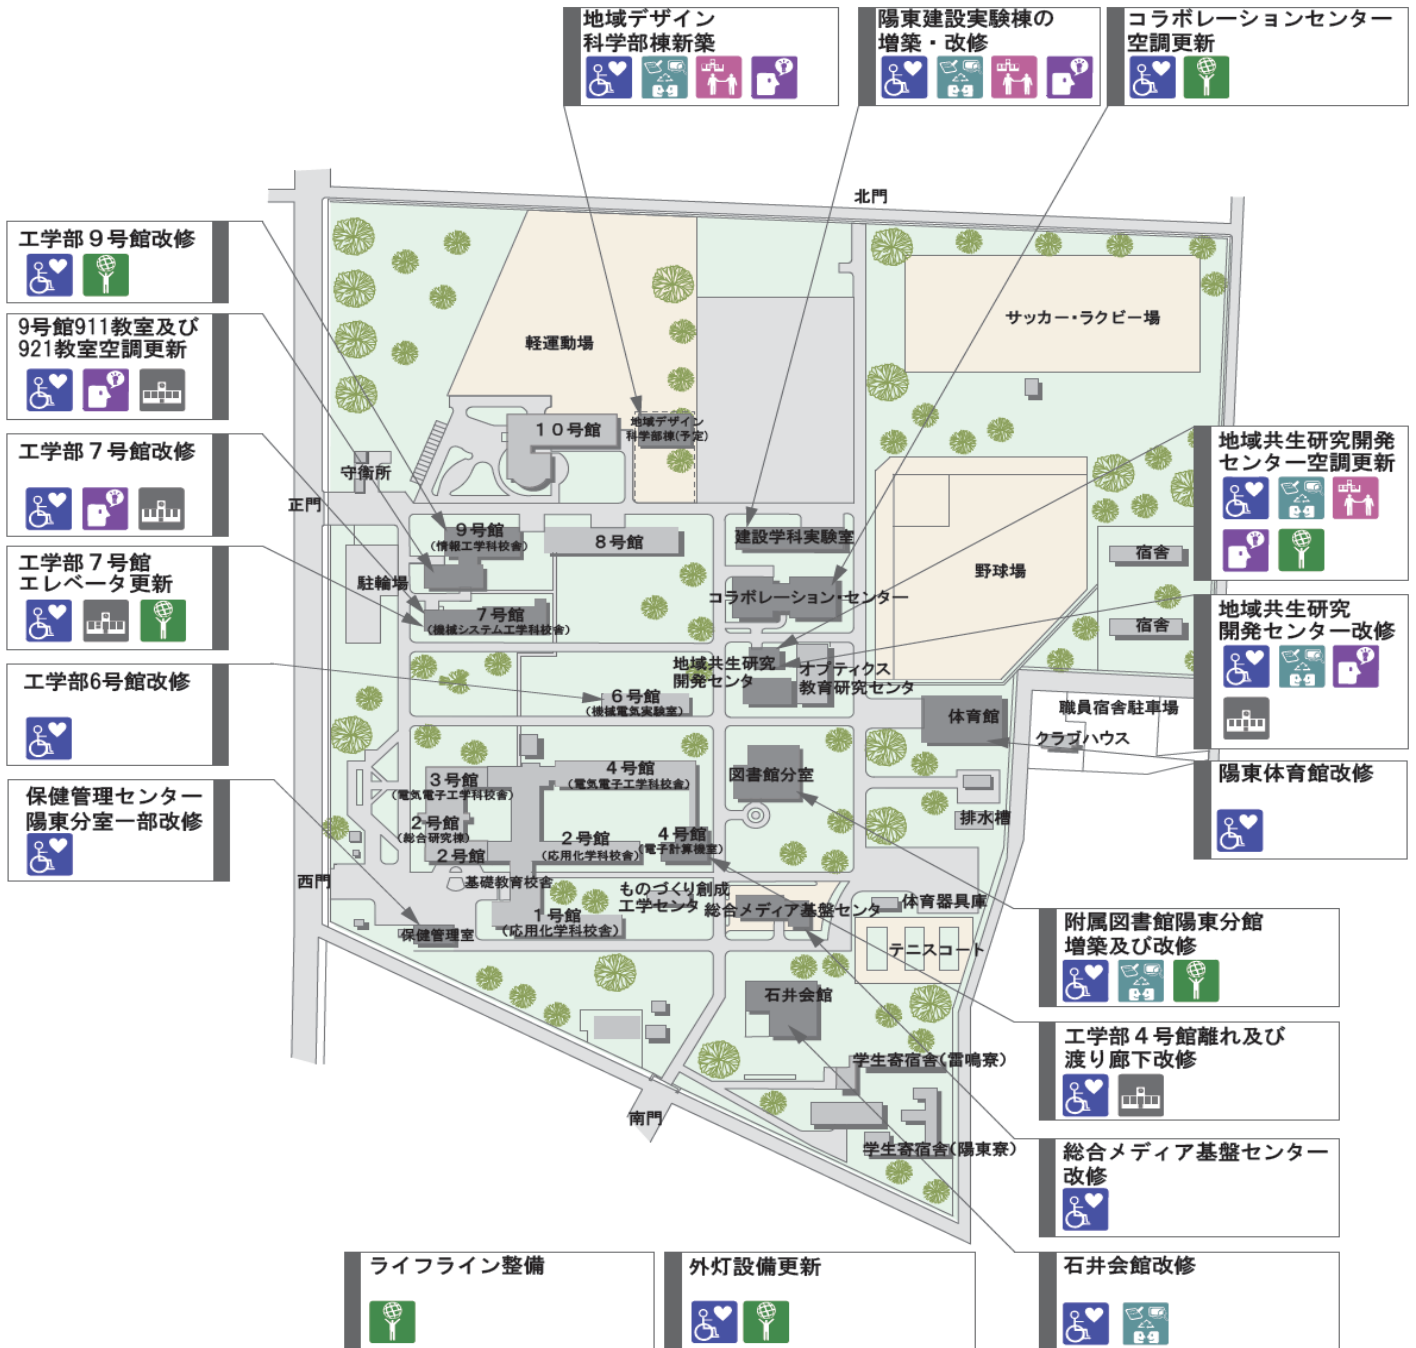 地域デザイン
科学部棟新築
陽東建設実験棟の
増築・改修
コラボレーションセンター
空調更新
北門
工学部９号館改修
9号館911教室及び
921教室空調更新
工学部７号館改修
工学部７号館
エレベータ更新
工学部6号館改修
保健管理センター
陽東分室一部改修
軽運動場
サッカー・ラクビー場
１０号館
地域デザイン
科学部棟(予定)
守衛所
正門
９号館
（情報工学科校舎）
８号館
建設学科実験室
野球場
宿舎
宿舎
駐輪場
７号館
（機械システム工学科校舎）
コラボレーション・センター
地域共生研究
開発センタ
オプティクス
教育研究センタ
６号館
（機械電気実験室）
体育館
職員宿舎駐車場
クラブハウス
３号館
（電気電子工学科校舎）
４号館
（電気電子工学科校舎）
図書館分室
排水槽
２号館
（総合研究棟）
２号館
２号館
（応用化学科校舎）
４号館
（電子計算機室）
西門
基礎教育校舎
ものづくり創成
工学センタ
総合メディア基盤センタ
体育器具庫
１号館
（応用化学科校舎）
保健管理室
テニスコート
石井会館
学生寄宿舎(雷鳴寮)
南門
学生寄宿舎(陽東寮)
地域共生研究開発
センター空調更新
地域共生研究
開発センター改修
陽東体育館改修
附属図書館陽東分館
増築及び改修
工学部４号館離れ及び
渡り廊下改修
総合メディア基盤センター
改修
石井会館改修
ライフライン整備
外灯設備更新